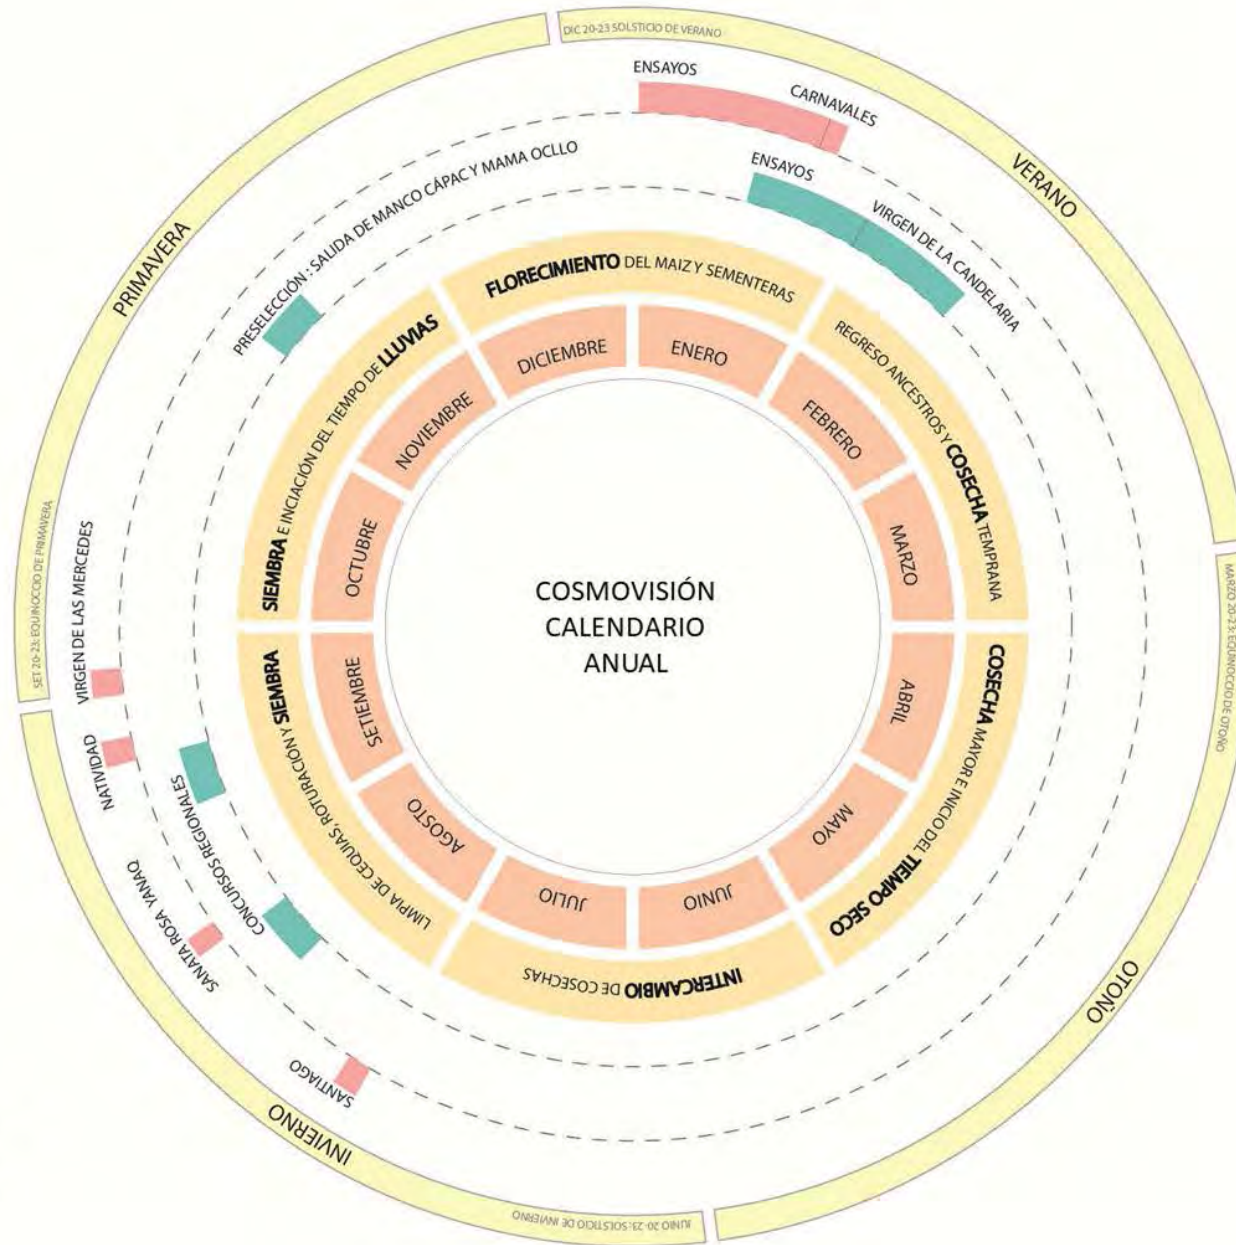 COSMOVISIÓN
CALENDARIO
ANUAL
ENERO
FEBRERO
MARZO
ABRIL
MAYO
JUNIO
JULIO
AGOSTO
SETIEMBRE
OCTUBRE
NOVIEMBRE
DICIEMBRE
FLORECIMIENTO DEL MAIZ Y SEMENTERAS
REGRESO ANCESTROS Y COSECHA TEMPRANA
COSECHA MAYOR E INICIO DEL TIEMPO SECO
INTERCAMBIO DE COSECHAS
LIMPIA DE CEQUIAS, ROTURACIÓN Y SIEMBRA
SIEMBRA E INCIACIÓN DEL TIEMPO DE LLUVIAS
ENSAYOS
VIRGEN DE LA CANDELARIA
CONCURSOS REGIONALES
PRESELECCIÓN : SALIDA DE MANCO CÁPAC Y MAMA OCLLO
ENSAYOS
CARNAVALES
SANTIAGO
SANATA ROSA YANAQ
NATIVIDAD
VIRGEN DE LAS MERCEDES
DIC 20-23 SOLSTICIO DE VERANO
VERANO
MARZO 20-23: EQUINOCCIO DE OTOÑO
OTOÑO
JUNIO 20-23: SOLSTICIO DE INVIERNO
INVIERNO
SET 20-23: EQUINOCCIO DE PRIMAVERA
PRIMAVERA